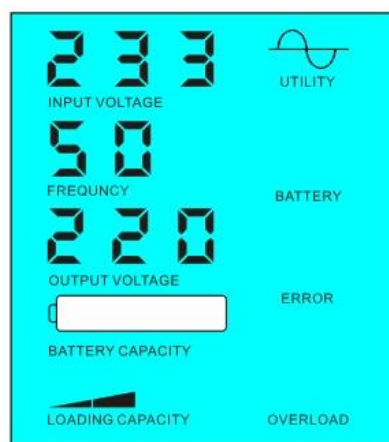 233
INPUT VOLTAGE
UTILITY
50
FREQUNCY
BATTERY
220
OUTPUT VOLTAGE
ERROR
BATTERY CAPACITY
LOADING CAPACITY
OVERLOAD